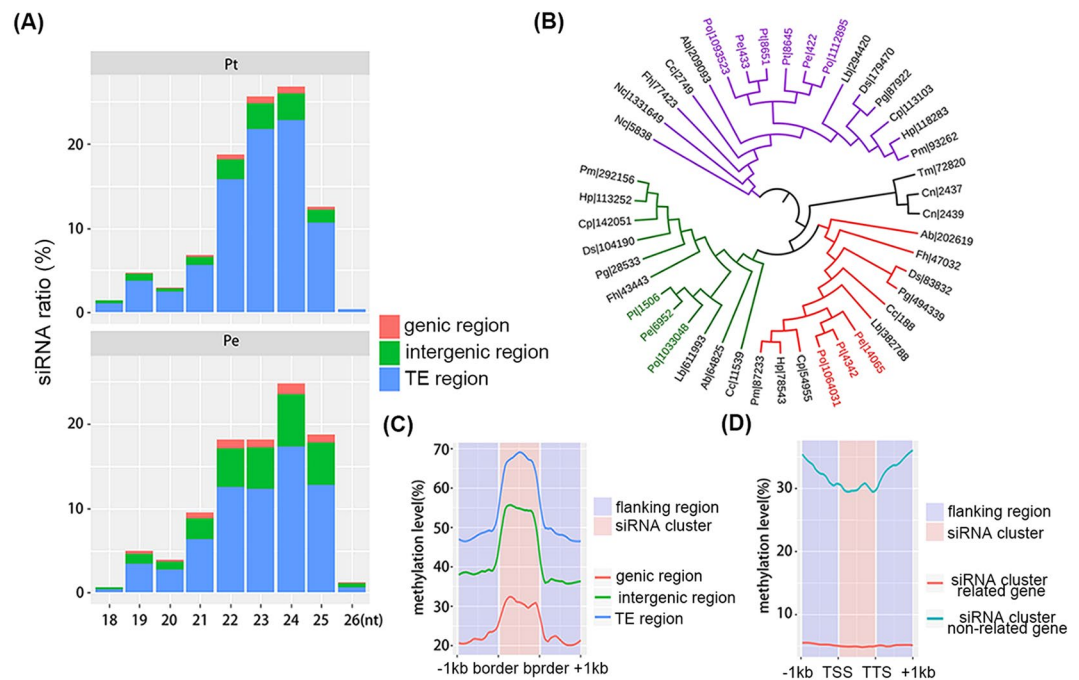 (A)
Pt
20
10
0
Pe
20
10
0
siRNA ratio (%)
18 19 20 21 22 23 24 25 26(nt)
genic region
intergenic region
TE region
(B)
Nc|5838
Nc|1331649
Fh|77423
Cc|2749
Ab|209093
Po|1093523
Pe|433
Pt|8651
Pt|8645
Pe|422
Po|1112895
Lb|294420
Ds|179470
Pg|87922
Cp|113103
Hp|118283
Pm|93262
Tm|72820
Cn|2437
Cn|2439
Ab|202619
Fh|47032
Ds|83832
Pg|494339
Cc|188
Lb|382788
Pe|14065
Pt|4342
Po|1064031
Cp|54955
Hp|78543
Pm|87233
Cc|11539
Ab|64825
Lb|611993
Po|1033048
Pe|6952
Pt|1506
Fh|43443
Pg|28533
Ds|104190
Cp|142051
Hp|113252
Pm|292156
(C)
methylation level(%)
70
60
50
40
30
20
-1kb border bprder +1kb
flanking region
siRNA cluster
genic region
intergenic region
TE region
(D)
methylation level(%)
30
20
10
-1kb TSS TTS +1kb
flanking region
siRNA cluster
siRNA cluster
related gene
siRNA cluster
non-related gene